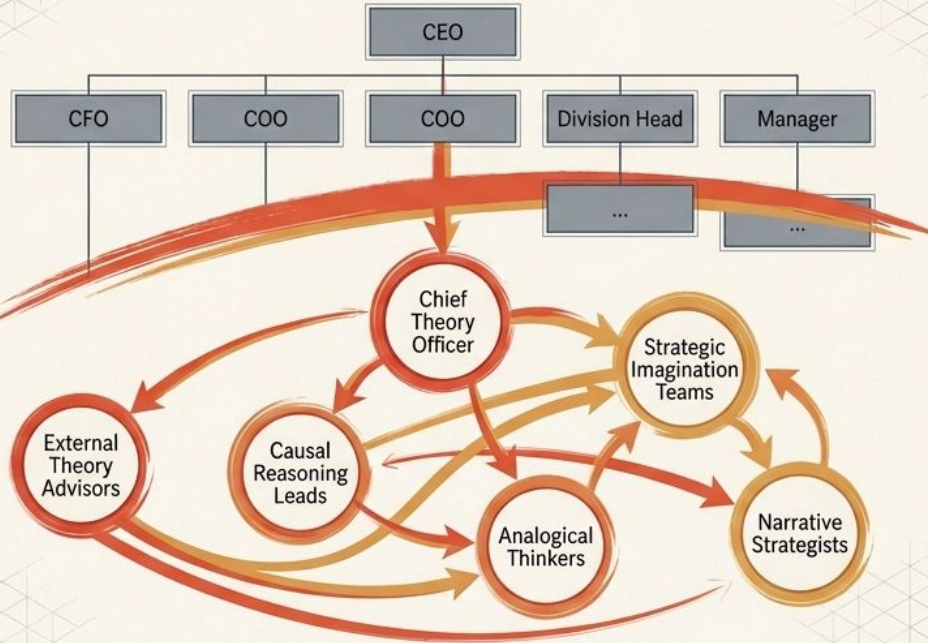 CEO
CFO
COO
COO
Division Head
Manager
...
...
Chief
Theory
Officer
Strategic
Imagination
Teams
External
Theory
Advisors
Causal
Reasoning
Leads
Analogical
Thinkers
Narrative
Strategists